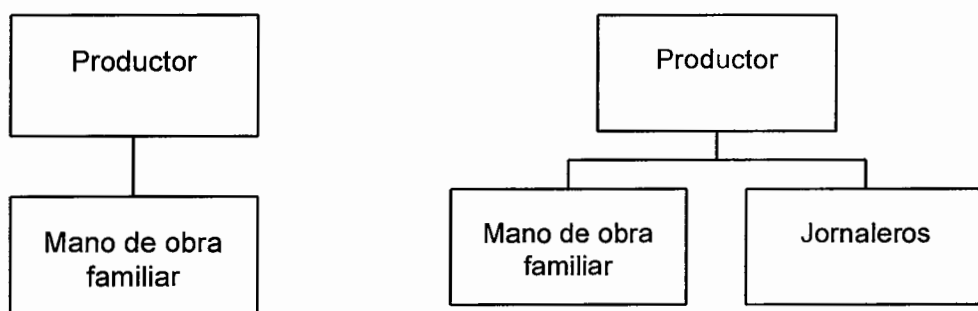 Productor
Mano de obra
familiar
Productor
Mano de obra
familiar
Jornaleros